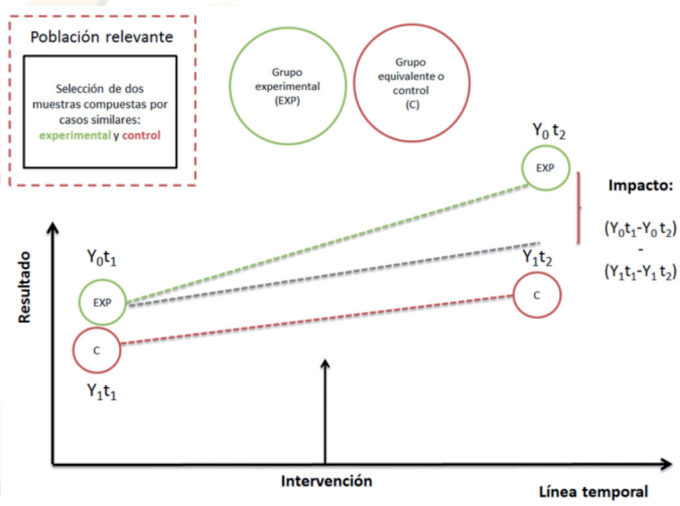 Población relevante
Selección de dos
muestras compuestas por
casos similares:
experimental y control
Grupo
experimental
(EXP)
Grupo
equivalente o
control
(C)
Y₀ t₂
EXP
Impacto:
(Y₀t₁-Y₀ t₂)
-
(Y₁t₁-Y₁ t₂)
Y₀t₁
EXP
Y₁t₂
C
C
Y₁t₁
Resultado
Intervención
Línea temporal